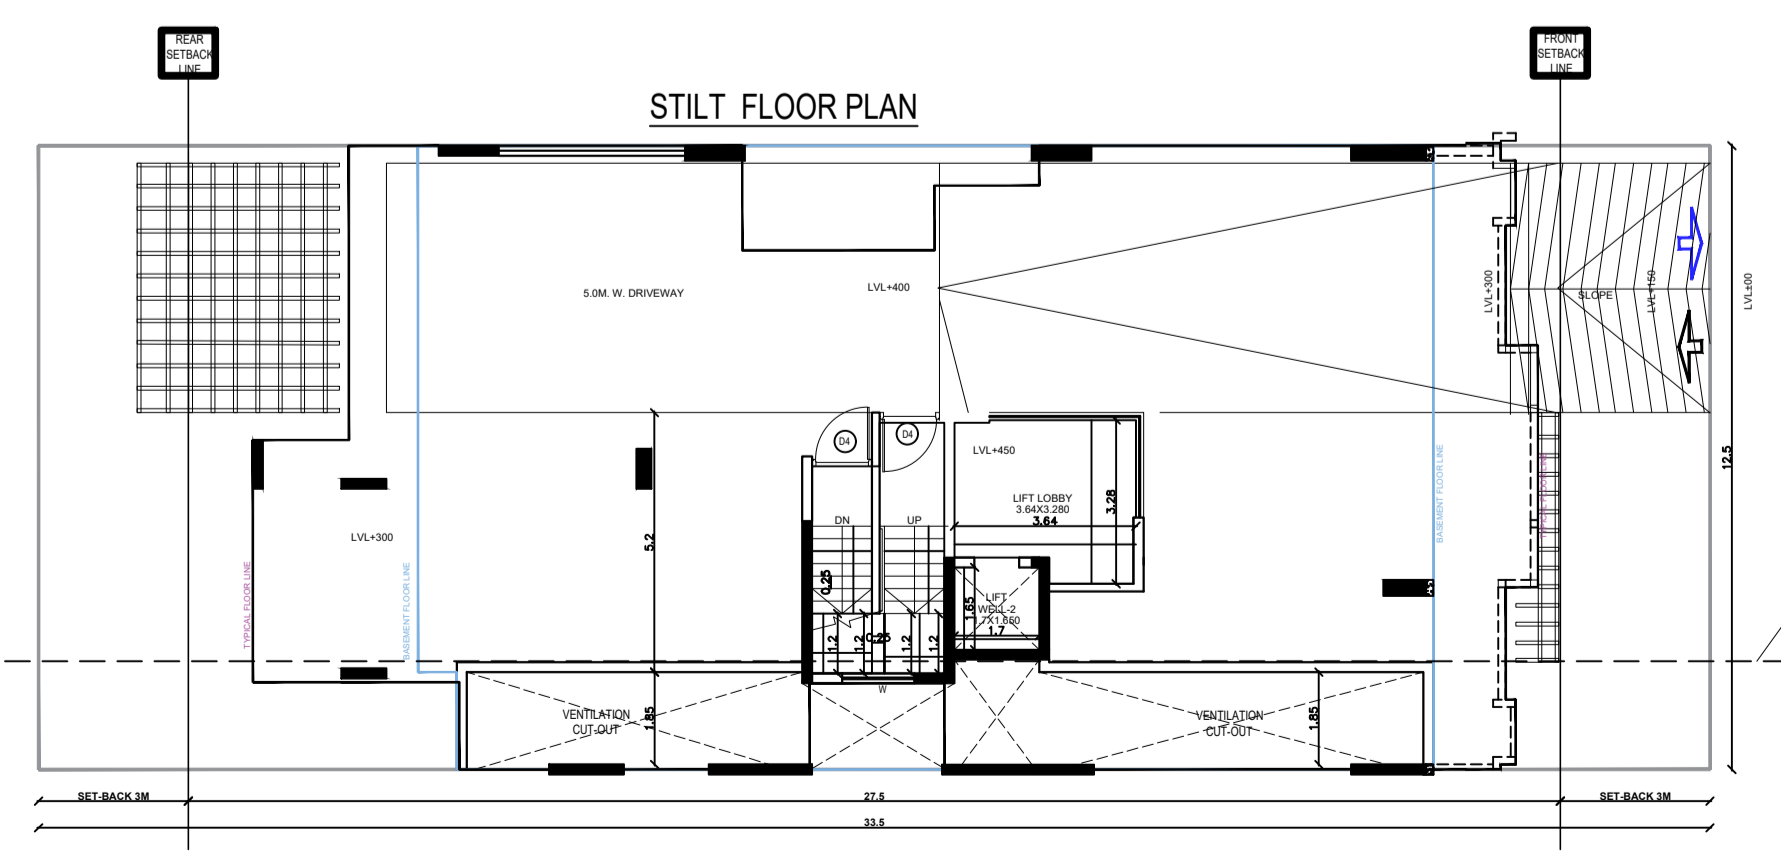 REAR
SETBACK
LINE
FRONT
SETBACK
LINE
STILT FLOOR PLAN
5.0M. W. DRIVEWAY
LVL+400
LVL+300
SLOPE
LVL+150
LVL±00
D4
D4
LVL+450
LIFT LOBBY
3.64X3.280
3.64
3.28
12.5
BASEMENT FLOOR LINE
TYPICAL FLOOR LINE
DN
UP
5.2
LVL+300
0.25
TYPICAL FLOOR LINE
BASEMENT FLOOR LINE
LIFT
WELL-2
1.7X1.650
1.65
1.7
1.2
1.2
0.25
1.2
1.2
W
VENTILATION
CUT-OUT
1.85
VENTILATION
CUT-OUT
1.85
SET-BACK 3M
27.5
SET-BACK 3M
33.5